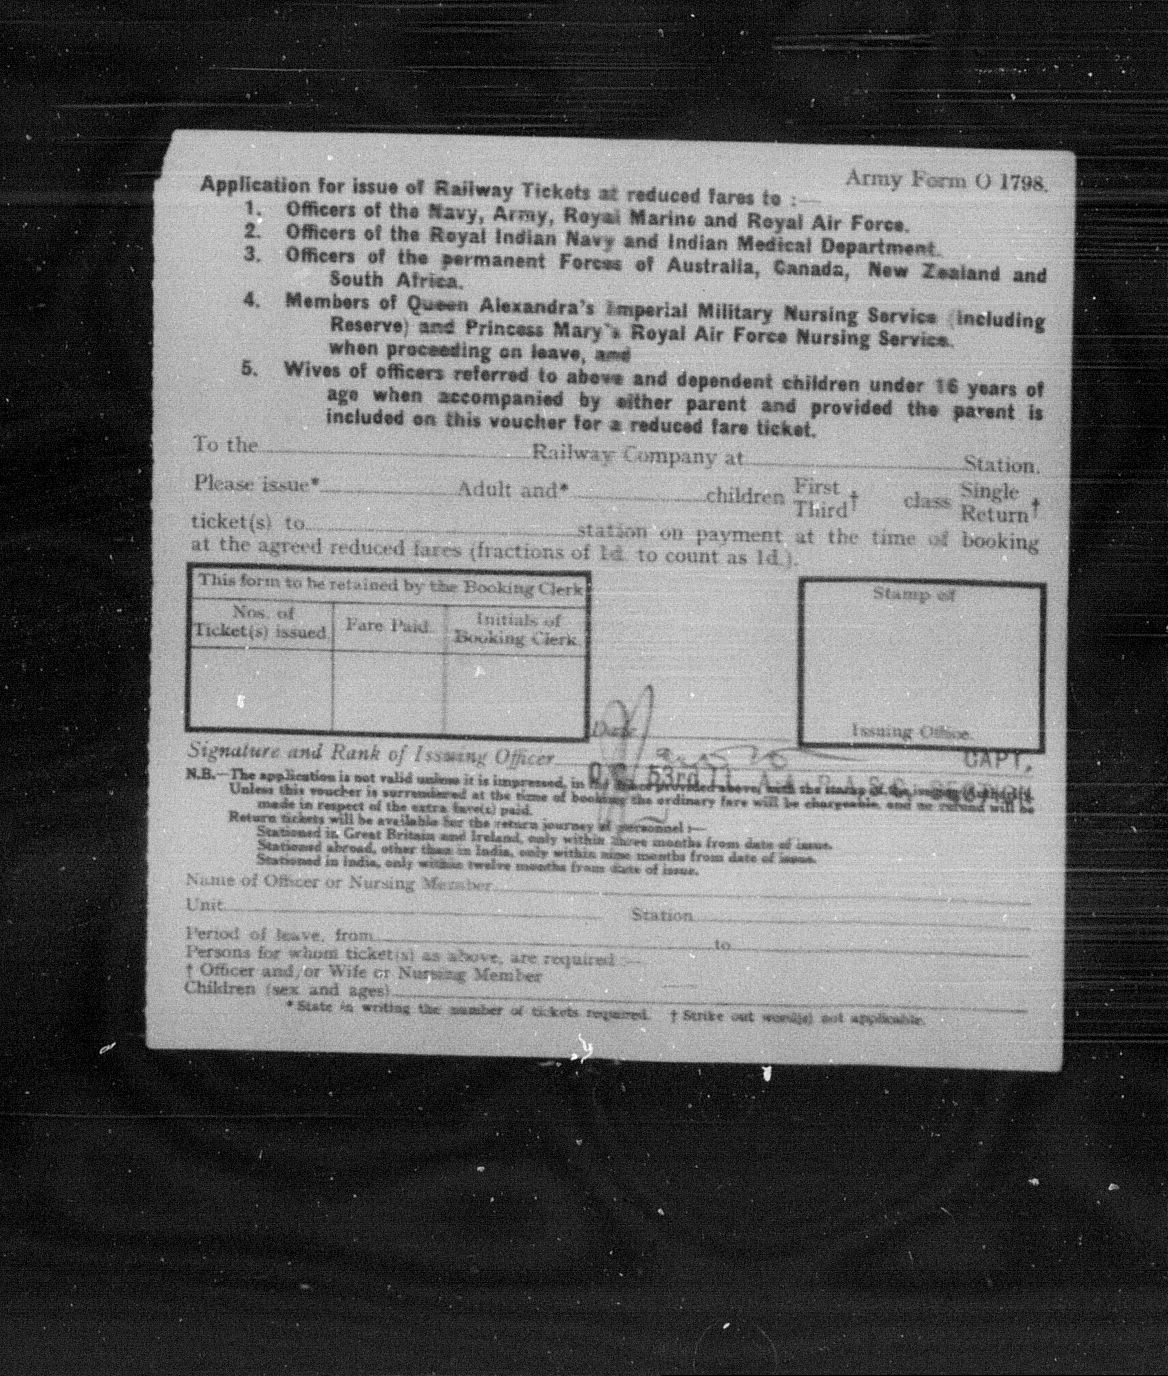 Army Form O 1798.
Application for issue of Railway Tickets at reduced fares to :—
1. Officers of the Navy, Army, Royal Marine and Royal Air Force.
2. Officers of the Royal Indian Navy and Indian Medical Department.
3. Officers of the permanent Forces of Australia, Canada, New Zealand and
South Africa.
4. Members of Queen Alexandra's Imperial Military Nursing Service (including
Reserve) and Princess Mary's Royal Air Force Nursing Service.
when proceeding on leave, and
5. Wives of officers referred to above and dependent children under 16 years of
age when accompanied by either parent and provided the parent is
included on this voucher for a reduced fare ticket.
To the Railway Company at Station.
Please issue* Adult and* children First Third† class Single Return†
ticket(s) to station on payment at the time of booking
at the agreed reduced fares (fractions of 1d. to count as 1d.).
This form to be retained by the Booking Clerk
Nos. of Ticket(s) issued
Fare Paid.
Initials of Booking Clerk.
Stamp of
Issuing Office.
Date
Signature and Rank of Issuing Officer
CAPT.
O.C. 53rd
N.B.—The application is not valid unless it is impressed, in the space provided above, with the stamp of the issuing
Unless this voucher is surrendered at the time of booking the ordinary fare will be chargeable, and no refund will be
made in respect of the extra fare(s) paid.
Return tickets will be available for the return journey of personnel :—
Stationed in Great Britain and Ireland, only within three months from date of issue.
Stationed abroad, other than in India, only within nine months from date of issue.
Stationed in India, only within twelve months from date of issue.
Name of Officer or Nursing Member
Unit Station
Period of leave, from to
Persons for whom ticket(s) as above, are required :—
† Officer and/or Wife or Nursing Member
Children (sex and ages)
* State in writing the number of tickets required. † Strike out word(s) not applicable.